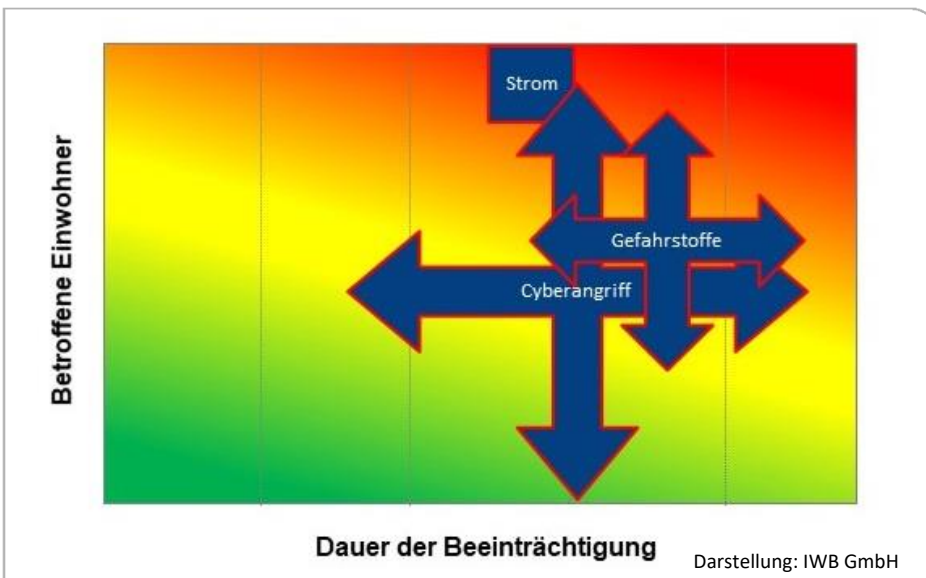 Strom
Gefahrstoffe
Cyberangriff
Betroffene Einwohner
Dauer der Beeinträchtigung
Darstellung: IWB GmbH